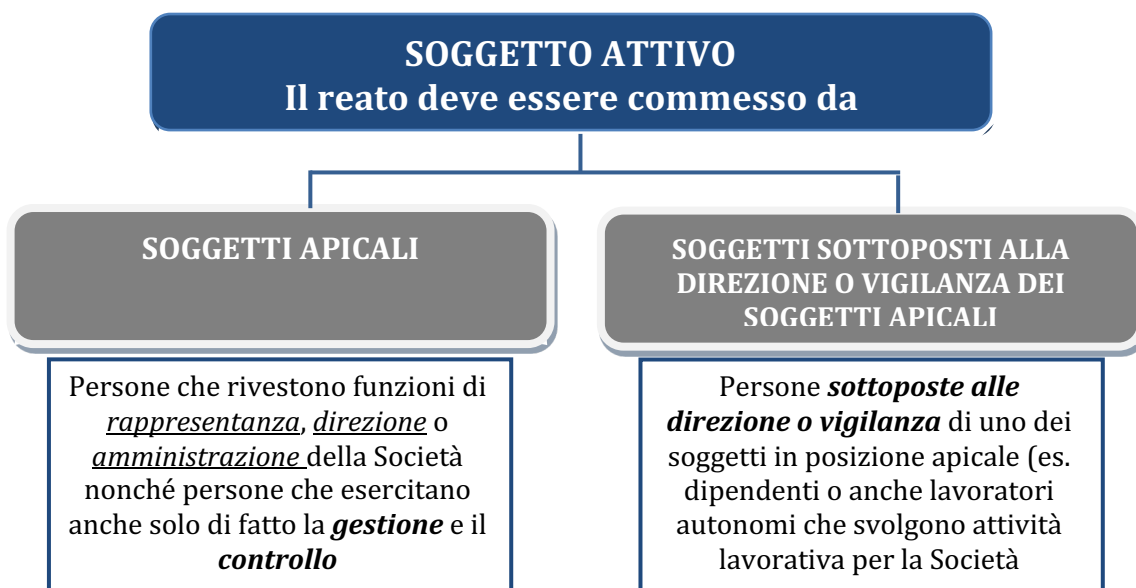 SOGGETTO ATTIVO
Il reato deve essere commesso da
SOGGETTI APICALI
SOGGETTI SOTTOPOSTI ALLA
DIREZIONE O VIGILANZA DEI
SOGGETTI APICALI
Persone che rivestono funzioni di
rappresentanza, direzione o
amministrazione della Società
nonché persone che esercitano
anche solo di fatto la gestione e il
controllo
Persone sottoposte alle
direzione o vigilanza di uno dei
soggetti in posizione apicale (es.
dipendenti o anche lavoratori
autonomi che svolgono attività
lavorativa per la Società